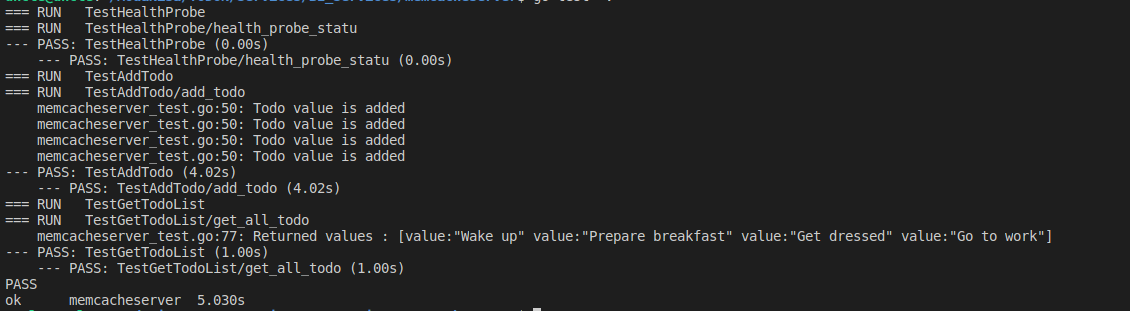 === RUN   TestHealthProbe
=== RUN   TestHealthProbe/health_probe_statu
--- PASS: TestHealthProbe (0.00s)
    --- PASS: TestHealthProbe/health_probe_statu (0.00s)
=== RUN   TestAddTodo
=== RUN   TestAddTodo/add_todo
    memcacheserver_test.go:50: Todo value is added
    memcacheserver_test.go:50: Todo value is added
    memcacheserver_test.go:50: Todo value is added
    memcacheserver_test.go:50: Todo value is added
--- PASS: TestAddTodo (4.02s)
    --- PASS: TestAddTodo/add_todo (4.02s)
=== RUN   TestGetTodoList
=== RUN   TestGetTodoList/get_all_todo
    memcacheserver_test.go:77: Returned values : [value:"Wake up" value:"Prepare breakfast" value:"Get dressed" value:"Go to work"]
--- PASS: TestGetTodoList (1.00s)
    --- PASS: TestGetTodoList/get_all_todo (1.00s)
PASS
ok      memcacheserver  5.030s